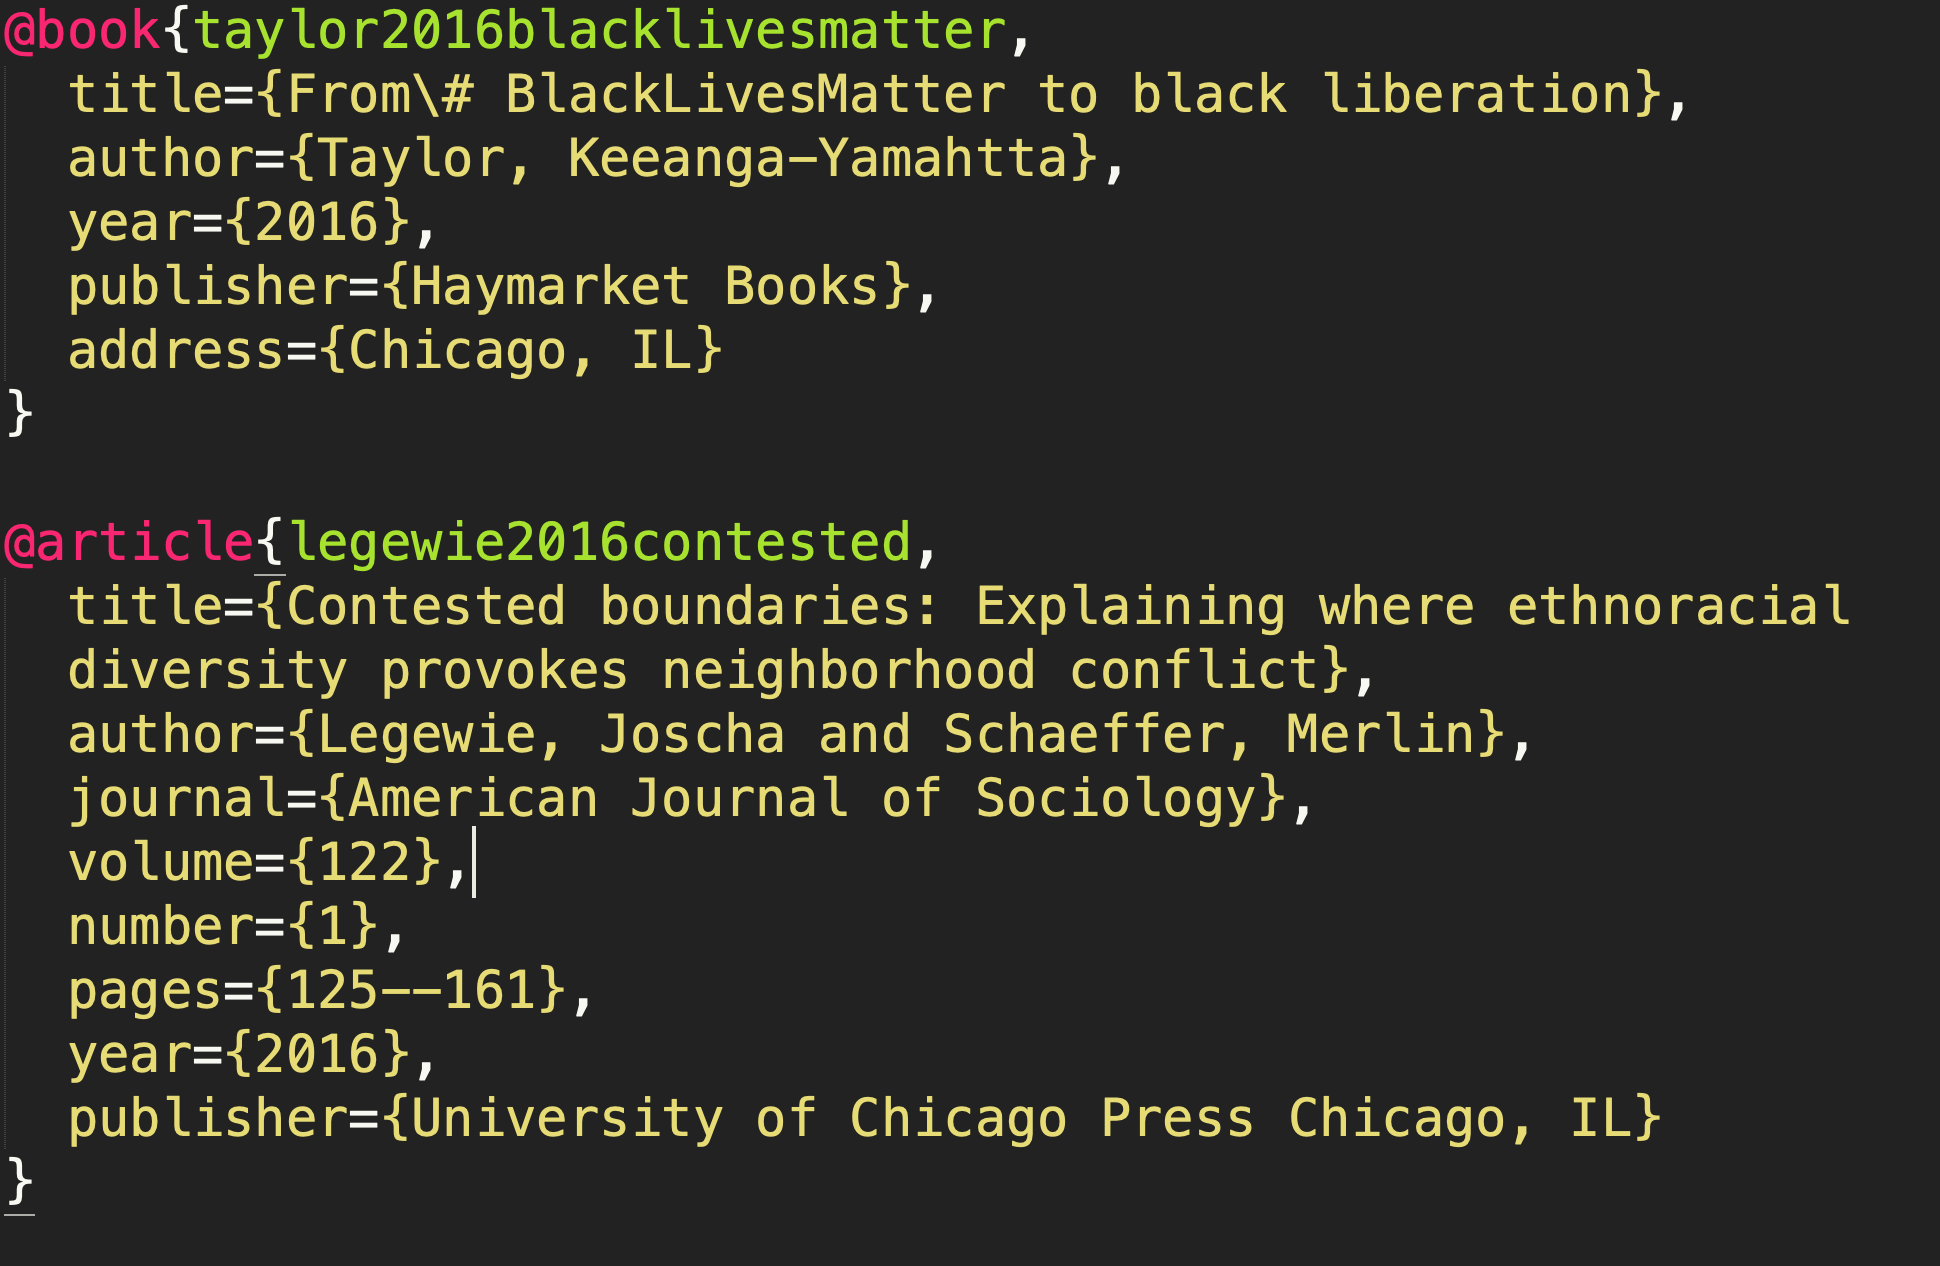 @book{taylor2016blacklivesmatter,
  title={From\# BlackLivesMatter to black liberation},
  author={Taylor, Keeanga-Yamahtta},
  year={2016},
  publisher={Haymarket Books},
  address={Chicago, IL}
}

@article{legewie2016contested,
  title={Contested boundaries: Explaining where ethnoracial
  diversity provokes neighborhood conflict},
  author={Legewie, Joscha and Schaeffer, Merlin},
  journal={American Journal of Sociology},
  volume={122},
  number={1},
  pages={125--161},
  year={2016},
  publisher={University of Chicago Press Chicago, IL}
}